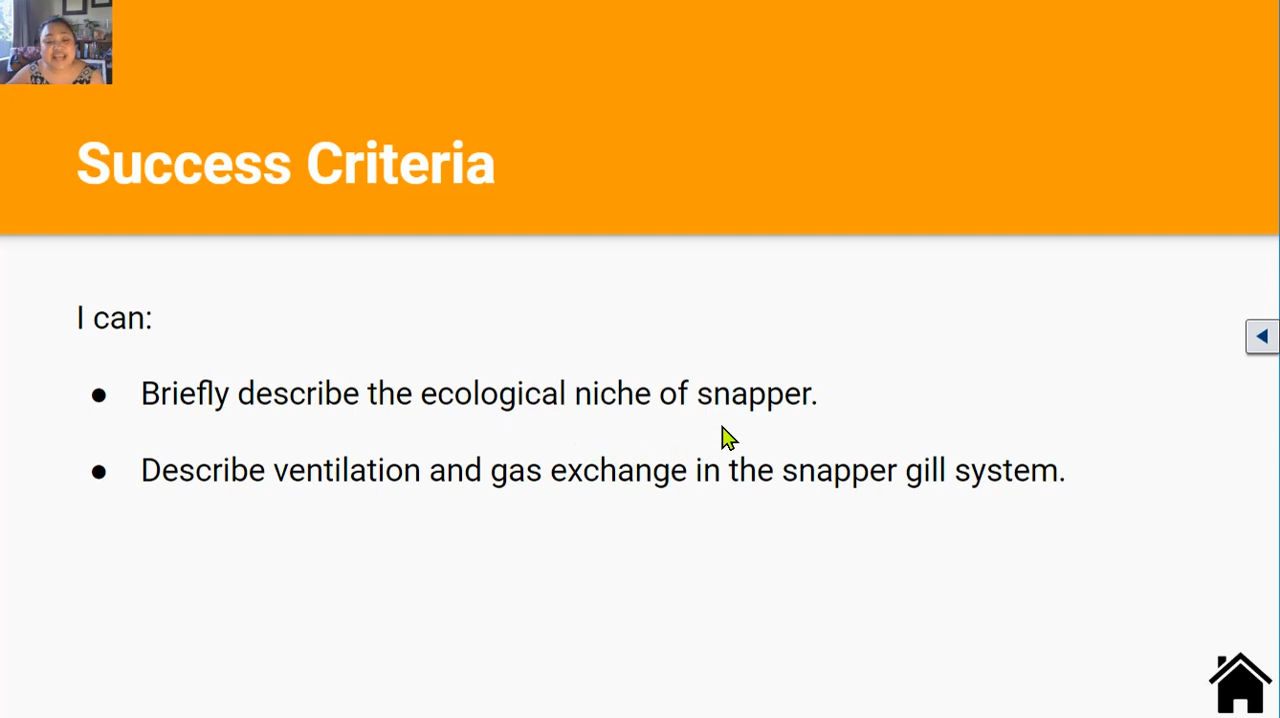 Success Criteria
I can:
● Briefly describe the ecological niche of snapper.
● Describe ventilation and gas exchange in the snapper gill system.